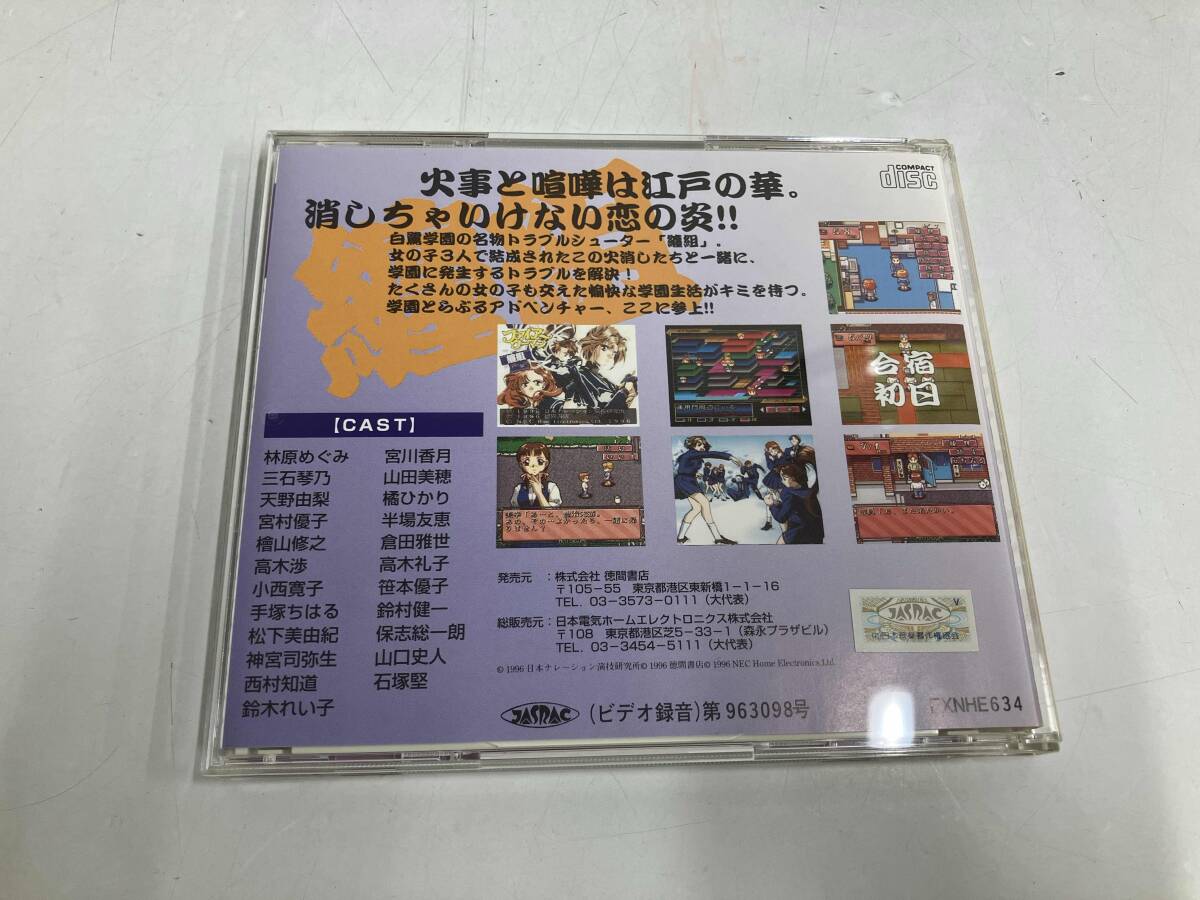 火事と喧嘩は江戸の華。
消しちゃいけない恋の炎!!
白鷺学園の名物トラブルシューター「纏組」。
女の子3人で結成されたこの火消したちと一緒に、
学園に発生するトラブルを解決!
たくさんの女の子も交えた愉快な学園生活がキミを待つ。
学園とらぶるアドベンチャー、ここに参上!!
COMPACT
disc
纏組
合宿
初日
【CAST】
林原めぐみ
三石琴乃
天野由梨
宮村優子
檜山修之
高木渉
小西寛子
手塚ちはる
松下美由紀
神宮司弥生
西村知道
鈴木れい子
宮川香月
山田美穂
橘ひかり
半場友恵
倉田雅世
高木礼子
笹本優子
鈴村健一
保志総一朗
山口史人
石塚堅
発売元 : 株式会社 徳間書店
〒105-55 東京都港区東新橋1-1-16
TEL. 03-3573-0111(大代表)
総販売元 : 日本電気ホームエレクトロニクス株式会社
〒108 東京都港区芝5-33-1(森永プラザビル)
TEL. 03-3454-5111(大代表)
© 1996 日本ナレーション演技研究所 © 1996 徳間書店 © 1996 NEC Home Electronics,Ltd.
V
JASRAC
JASRAC (ビデオ録音)第 963098号
FXNHE634